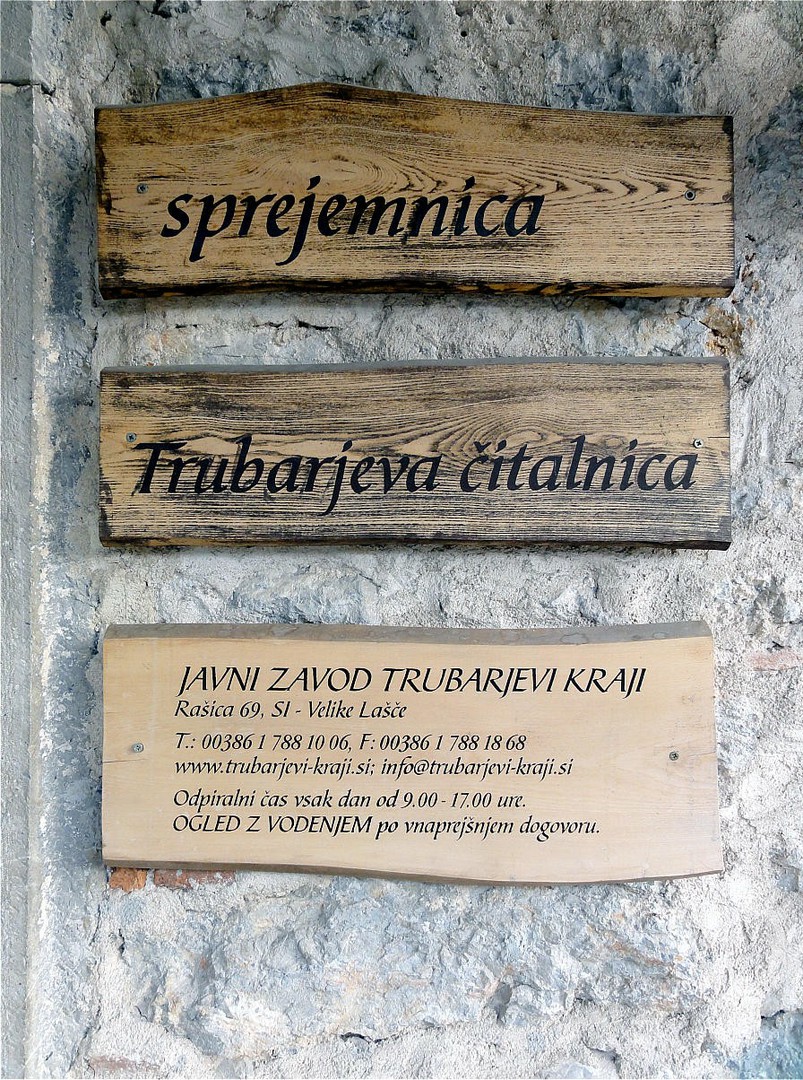 sprejemnica
Trubarjeva čitalnica
JAVNI ZAVOD TRUBARJEVI KRAJI
Rašica 69, SI - Velike Lašče
T.: 00386 1 788 10 06, F: 00386 1 788 18 68
www.trubarjevi-kraji.si; info@trubarjevi-kraji.si
Odpiralni čas vsak dan od 9.00 - 17.00 ure.
OGLED Z VODENJEM po vnaprejšnjem dogovoru.